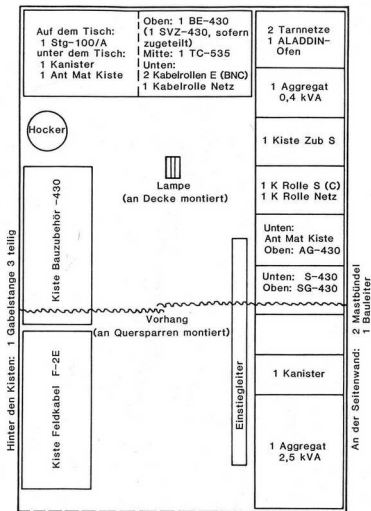 Auf dem Tisch:
1 Stg-100/A
unter dem Tisch:
1 Kanister
1 Ant Mat Kiste
Oben: 1 BE-430
(1 SVZ-430, sofern
zugeteilt)
Mitte: 1 TC-535
Unten:
2 Kabelrollen E (BNC)
1 Kabelrolle Netz
2 Tarnnetze
1 ALADDIN-
Ofen
1 Aggregat
0,4 kVA
1 Kiste Zub S
1 K Rolle S (C)
1 K Rolle Netz
Unten:
Ant Mat Kiste
Oben: AG-430
Unten: S-430
Oben: SG-430
1 Kanister
1 Aggregat
2,5 kVA
Hocker
Lampe
(an Decke montiert)
Kiste Bauzubehör -430
Vorhang
(an Quersparren montiert)
Einstiegleiter
Kiste Feldkabel F-2E
Hinter den Kisten: 1 Gabelstange 3 teilig
An der Seitenwand: 2 Mastbündel
1 Bauleiter